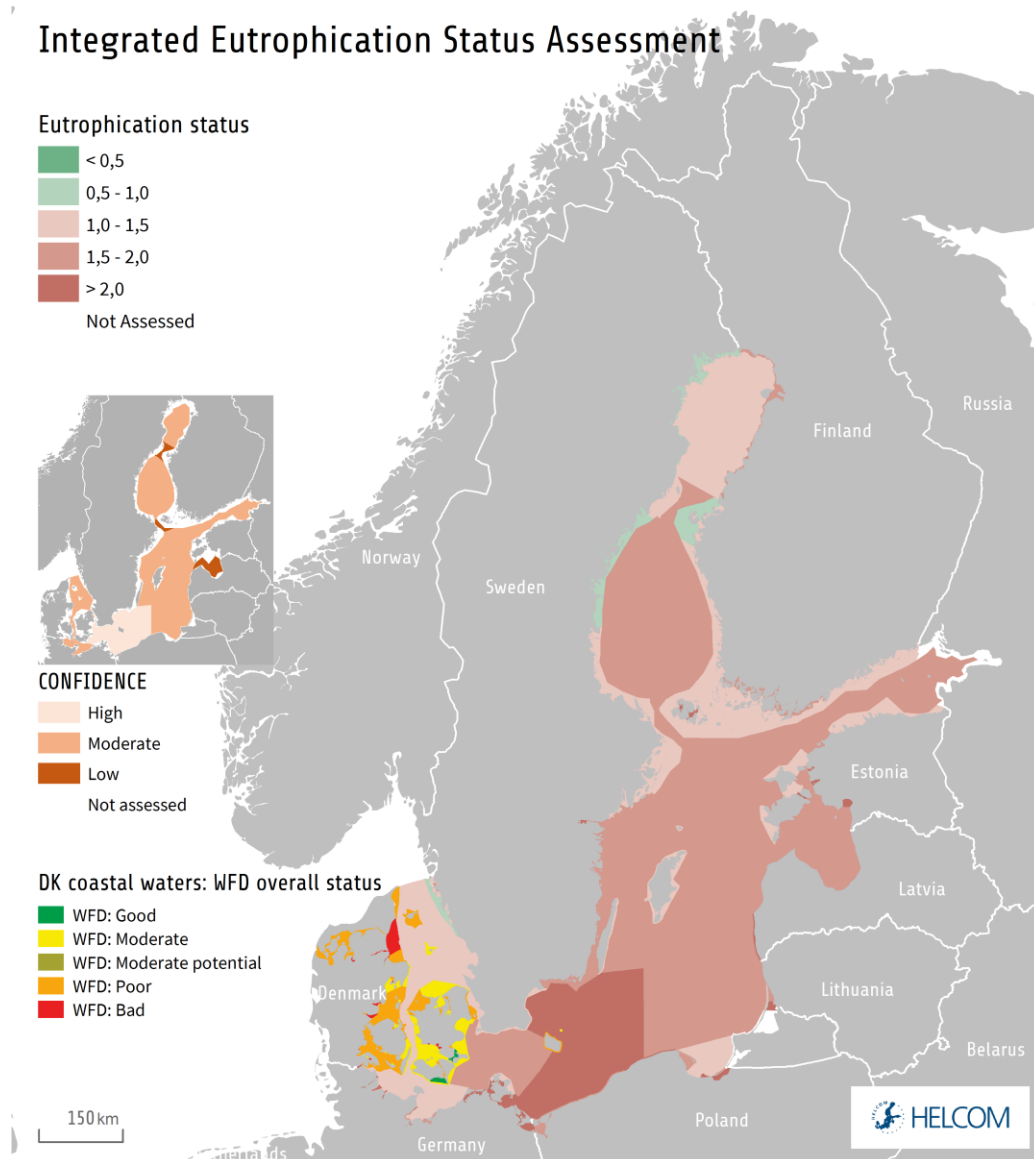 Integrated Eutrophication Status Assessment
Eutrophication status
< 0,5
0,5 - 1,0
1,0 - 1,5
1,5 - 2,0
> 2,0
Not Assessed
Russia
Finland
Norway
Sweden
CONFIDENCE
High
Moderate
Low
Not assessed
Estonia
DK coastal waters: WFD overall status
WFD: Good
WFD: Moderate
WFD: Moderate potential
WFD: Poor
WFD: Bad
Latvia
Denmark
Lithuania
Belarus
150 km
Poland
Germany
HELCOM
HELCOM